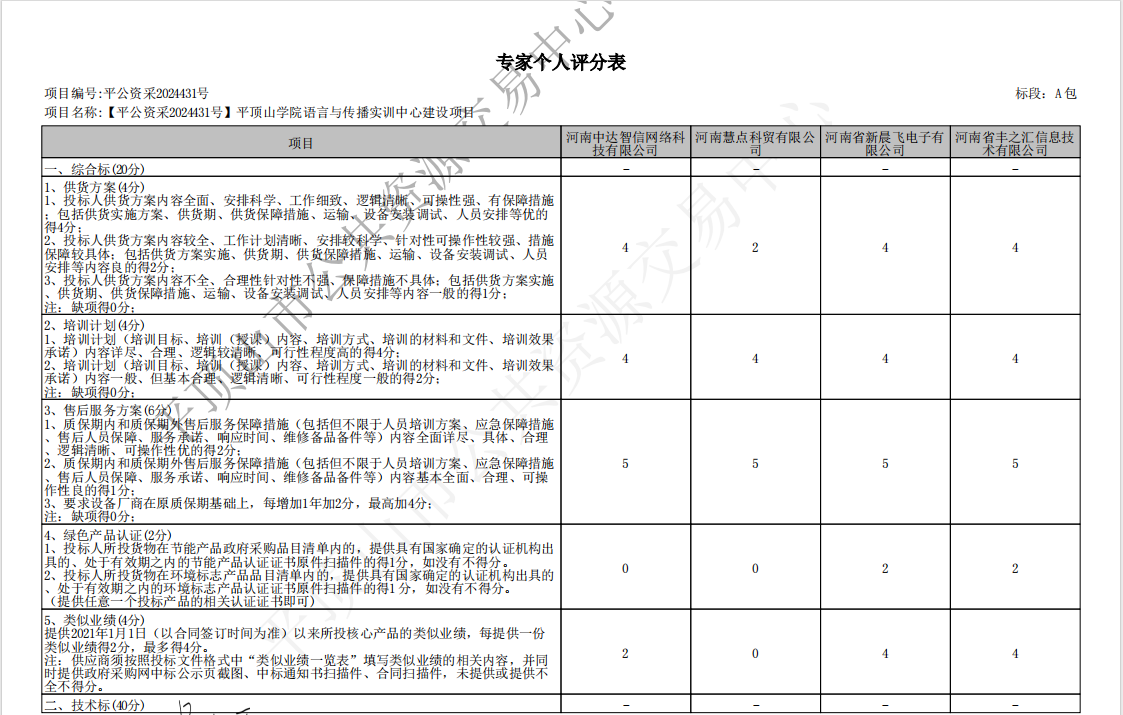 专家个人评分表
项目编号:平公资采2024431号
标段：A包
项目名称:【平公资采2024431号】平顶山学院语言与传播实训中心建设项目
项目
河南中达智信网络科
技有限公司
河南慧点科贸有限公
司
河南省新晨飞电子有
限公司
河南省丰之汇信息技
术有限公司
一、综合标(20分)
－ － － －
1、供货方案(4分)
1、投标人供货方案内容全面、安排科学、工作细致、逻辑清晰、可操性强、有保障措施
；包括供货实施方案、供货期、供货保障措施、运输、设备安装调试、人员安排等优的
得4分；
2、投标人供货方案内容较全、工作计划清晰、安排较科学、针对性可操作性较强、措施
保障较具体；包括供货方案实施、供货期、供货保障措施、运输、设备安装调试、人员
安排等内容良的得2分；
3、投标人供货方案内容不全、合理性针对性不强、保障措施不具体；包括供货方案实施
、供货期、供货保障措施、运输、设备安装调试、人员安排等内容一般的得1分；
注：缺项得0分；
4 2 4 4
2、培训计划(4分)
1、培训计划（培训目标、培训（授课）内容、培训方式、培训的材料和文件、培训效果
承诺）内容详尽、合理、逻辑较清晰、可行性程度高的得4分；
2、培训计划（培训目标、培训（授课）内容、培训方式、培训的材料和文件、培训效果
承诺）内容一般、但基本合理、逻辑清晰、可行性程度一般的得2分；
注：缺项得0分；
4 4 4 4
3、售后服务方案(6分)
1、质保期内和质保期外售后服务保障措施（包括但不限于人员培训方案、应急保障措施
、售后人员保障、服务承诺、响应时间、维修备品备件等）内容全面详尽、具体、合理
、逻辑清晰、可操作性优的得2分；
2、质保期内和质保期外售后服务保障措施（包括但不限于人员培训方案、应急保障措施
、售后人员保障、服务承诺、响应时间、维修备品备件等）内容基本全面、合理、可操
作性良的得1分；
3、要求设备厂商在原质保期基础上，每增加1年加2分，最高加4分；
注：缺项得0分；
5 5 5 5
4、绿色产品认证(2分)
1、投标人所投货物在节能产品政府采购品目清单内的，提供具有国家确定的认证机构出
具的、处于有效期之内的节能产品认证证书原件扫描件的得1分，如没有不得分。
2、投标人所投货物在环境标志产品品目清单内的，提供具有国家确定的认证机构出具的
、处于有效期之内的环境标志产品认证证书原件扫描件的得1 分，如没有不得分。
（提供任意一个投标产品的相关认证证书即可)
0 0 2 2
5、类似业绩(4分)
提供2021年1月1日（以合同签订时间为准）以来所投核心产品的类似业绩，每提供一份
类似业绩得2分，最多得4分。
注：供应商须按照投标文件格式中“类似业绩一览表”填写类似业绩的相关内容，并同
时提供政府采购网中标公示页截图、中标通知书扫描件、合同扫描件，未提供或提供不
全不得分。
2 0 4 4
二、技术标(40分)
－ － － －
平顶山市公共资源交易中心
平顶山市公共资源交易中心